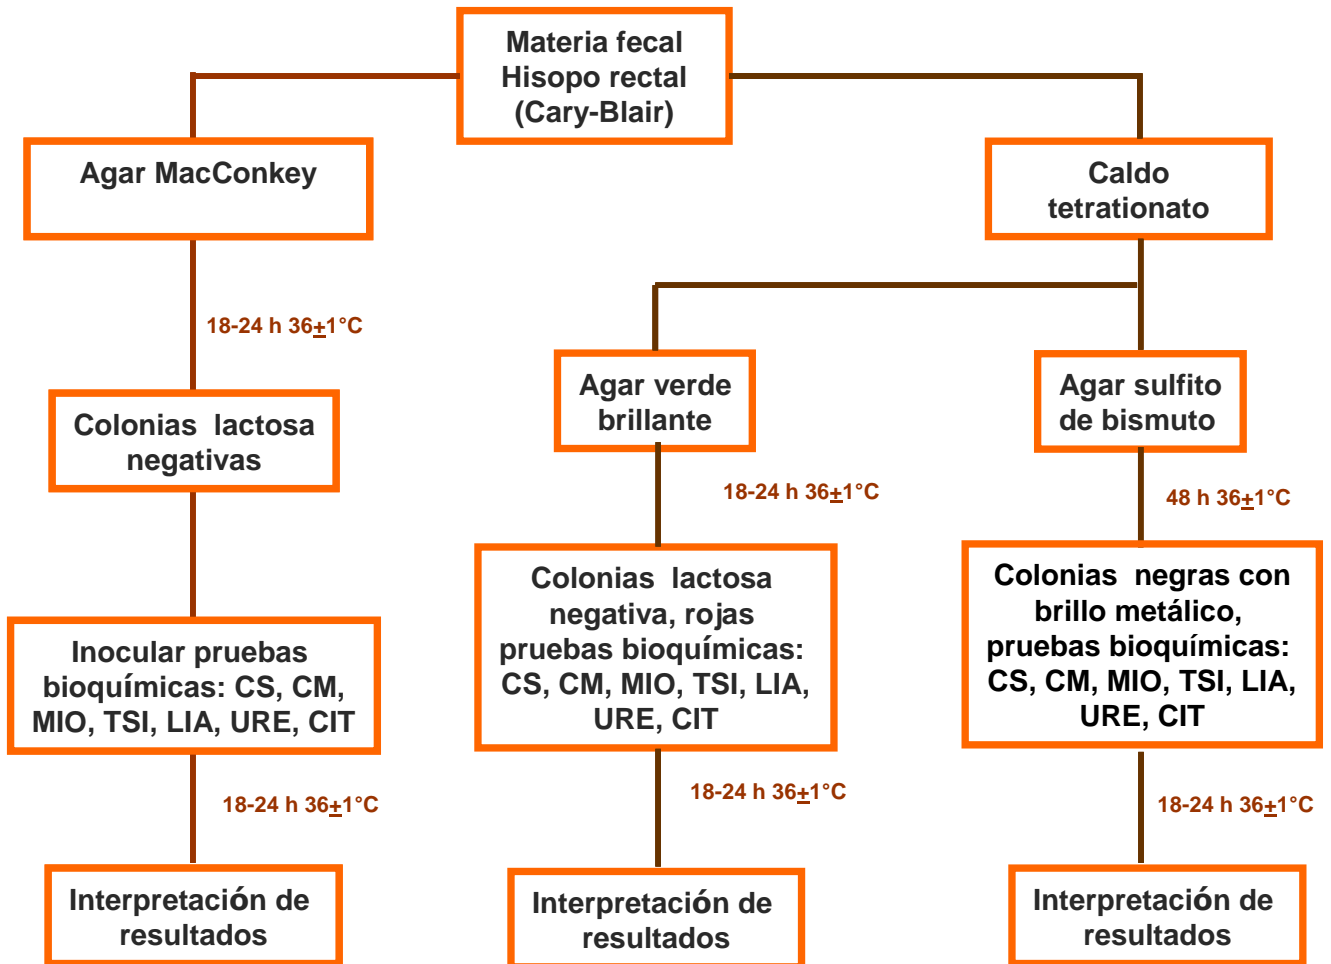 Materia fecal
Hisopo rectal
(Cary-Blair)
Agar MacConkey
Caldo
tetrationato
18-24 h 36±1°C
Agar verde
brillante
Agar sulfito
de bismuto
Colonias lactosa
negativas
18-24 h 36±1°C
48 h 36±1°C
Inocular pruebas
bioquímicas: CS, CM,
MIO, TSI, LIA, URE, CIT
Colonias lactosa
negativa, rojas
pruebas bioquímicas:
CS, CM, MIO, TSI, LIA,
URE, CIT
Colonias negras con
brillo metálico,
pruebas bioquímicas:
CS, CM, MIO, TSI, LIA,
URE, CIT
18-24 h 36±1°C
18-24 h 36±1°C
18-24 h 36±1°C
Interpretación de
resultados
Interpretación de
resultados
Interpretación de
resultados